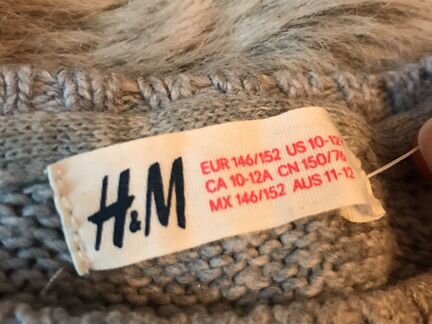 H&M
EUR 146/152 US 10-12
CA 10-12A CN 150/76
MX 146/152 AUS 11-12